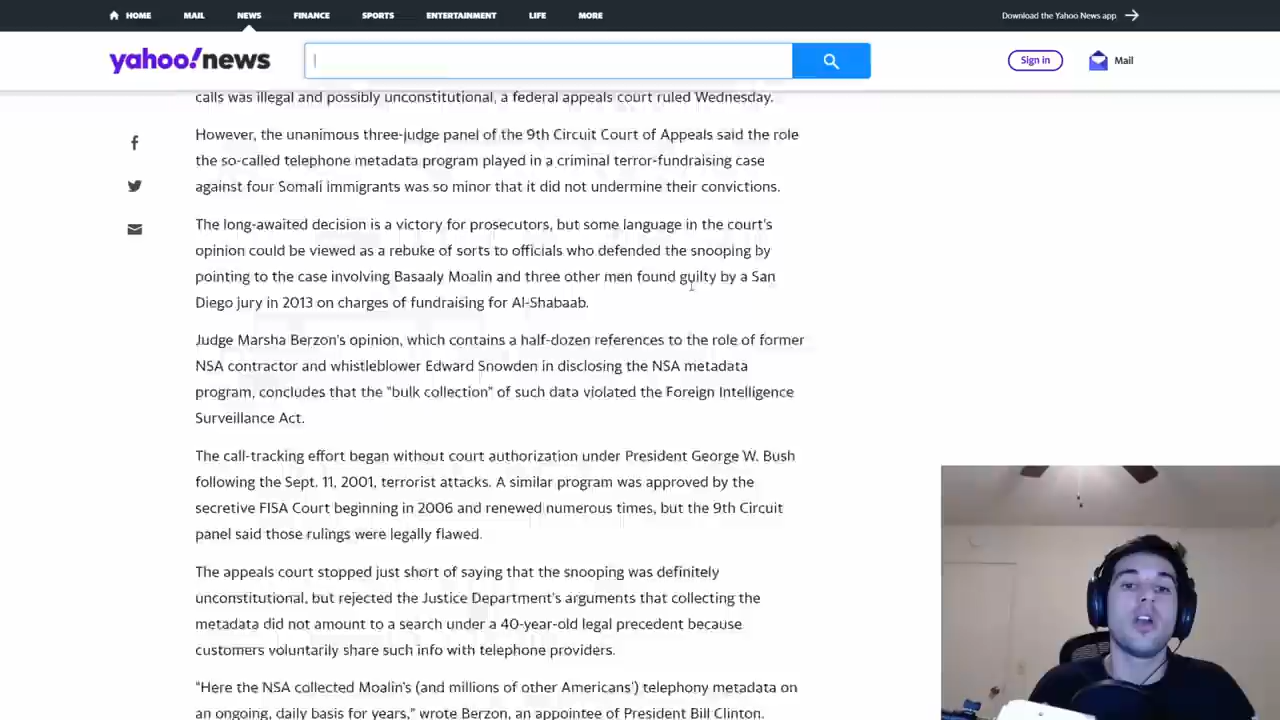 HOME MAIL NEWS FINANCE SPORTS ENTERTAINMENT LIFE MORE Download the Yahoo News app
yahoo!news Sign in Mail
calls was illegal and possibly unconstitutional, a federal appeals court ruled Wednesday.
However, the unanimous three-judge panel of the 9th Circuit Court of Appeals said the role
the so-called telephone metadata program played in a criminal terror-fundraising case
against four Somali immigrants was so minor that it did not undermine their convictions.
The long-awaited decision is a victory for prosecutors, but some language in the court's
opinion could be viewed as a rebuke of sorts to officials who defended the snooping by
pointing to the case involving Basaaly Moalin and three other men found guilty by a San
Diego jury in 2013 on charges of fundraising for Al-Shabaab.
Judge Marsha Berzon's opinion, which contains a half-dozen references to the role of former
NSA contractor and whistleblower Edward Snowden in disclosing the NSA metadata
program, concludes that the "bulk collection" of such data violated the Foreign Intelligence
Surveillance Act.
The call-tracking effort began without court authorization under President George W. Bush
following the Sept. 11, 2001, terrorist attacks. A similar program was approved by the
secretive FISA Court beginning in 2006 and renewed numerous times, but the 9th Circuit
panel said those rulings were legally flawed.
The appeals court stopped just short of saying that the snooping was definitely
unconstitutional, but rejected the Justice Department's arguments that collecting the
metadata did not amount to a search under a 40-year-old legal precedent because
customers voluntarily share such info with telephone providers.
"Here the NSA collected Moalin's (and millions of other Americans') telephony metadata on
an ongoing, daily basis for years," wrote Berzon, an appointee of President Bill Clinton.